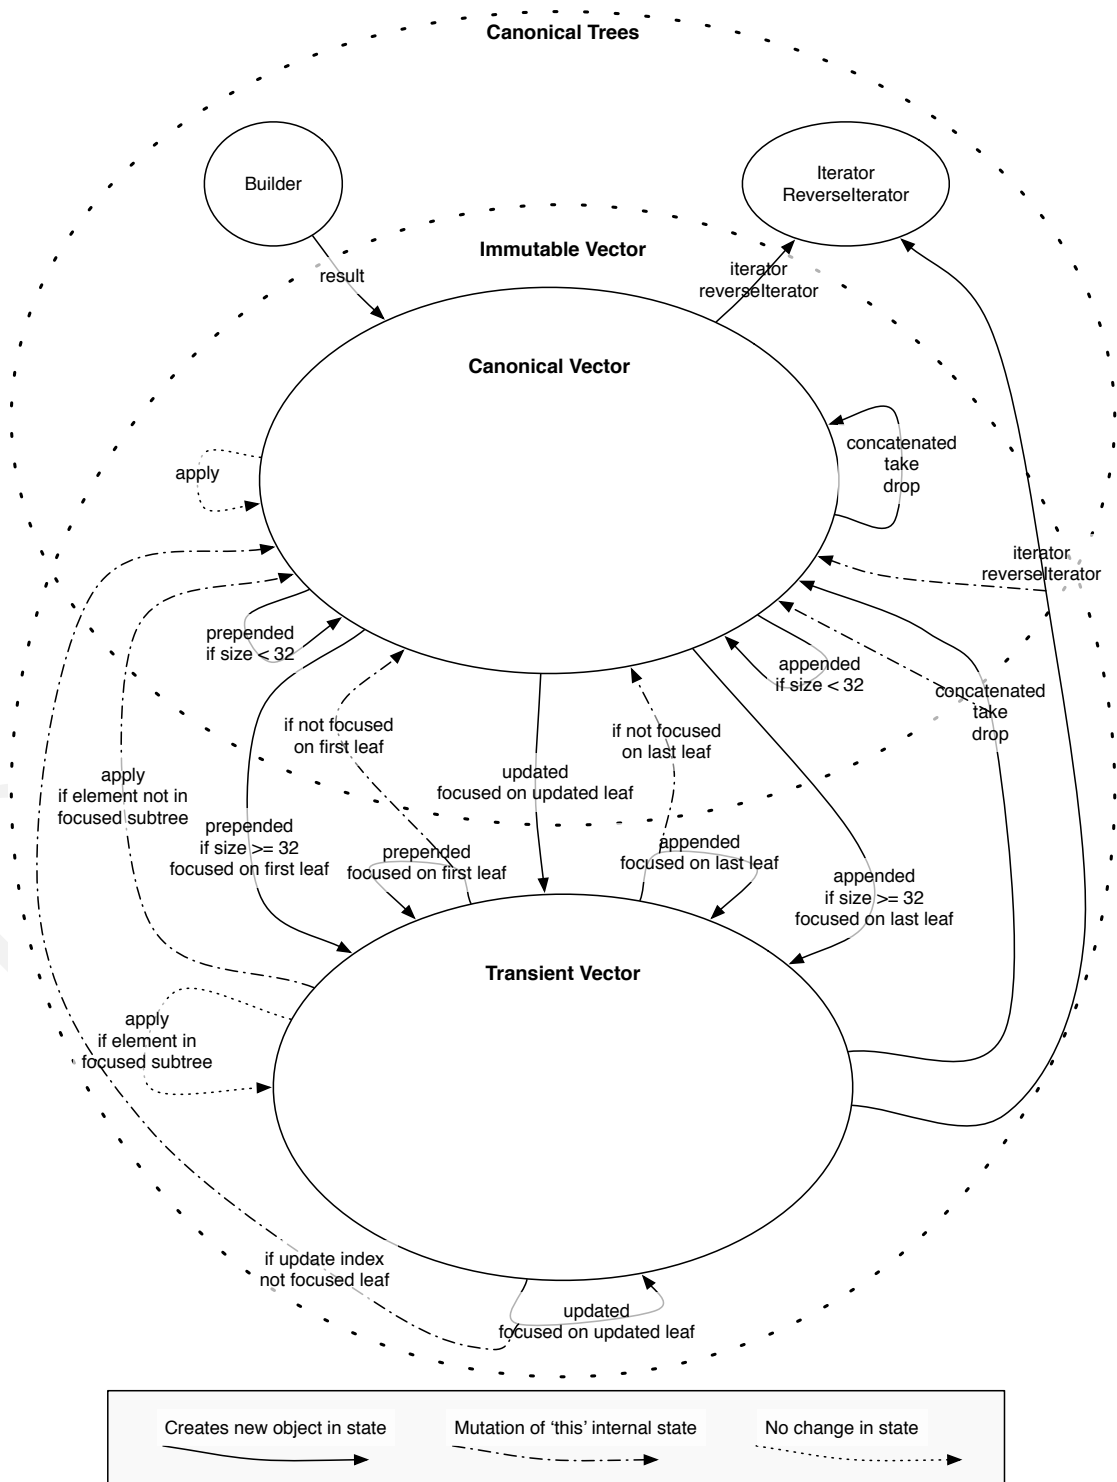 Canonical Trees
Builder
Iterator
ReverseIterator
Immutable Vector
result
iterator
reverseIterator
Canonical Vector
concatenated
take
drop
apply
iterator
reverseIterator
prepended
if size < 32
appended
if size < 32
concatenated
take
drop
if not focused
on first leaf
if not focused
on last leaf
updated
focused on updated leaf
apply
if element not in
focused subtree
prepended
if size >= 32
focused on first leaf
prepended
focused on first leaf
appended
focused on last leaf
appended
if size >= 32
focused on last leaf
Transient Vector
apply
if element in
focused subtree
if update index
not focused leaf
updated
focused on updated leaf
Creates new object in state
Mutation of ‘this’ internal state
No change in state